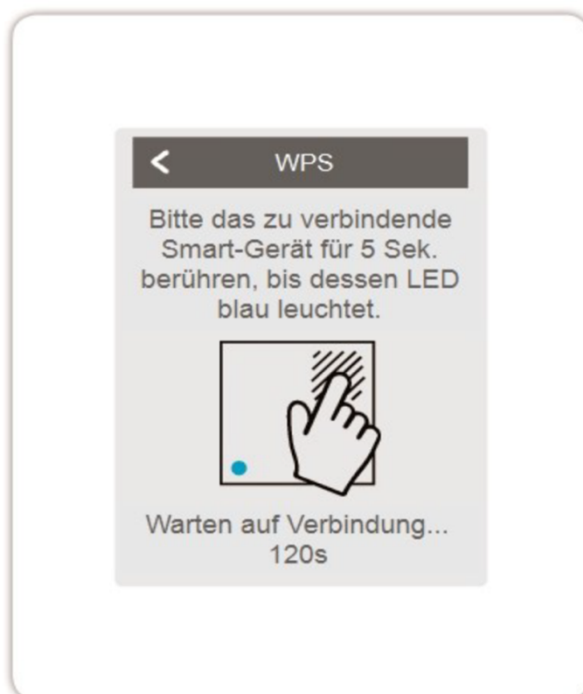 WPS
Bitte das zu verbindende
Smart-Gerät für 5 Sek.
berühren, bis dessen LED
blau leuchtet.
Warten auf Verbindung...
120s